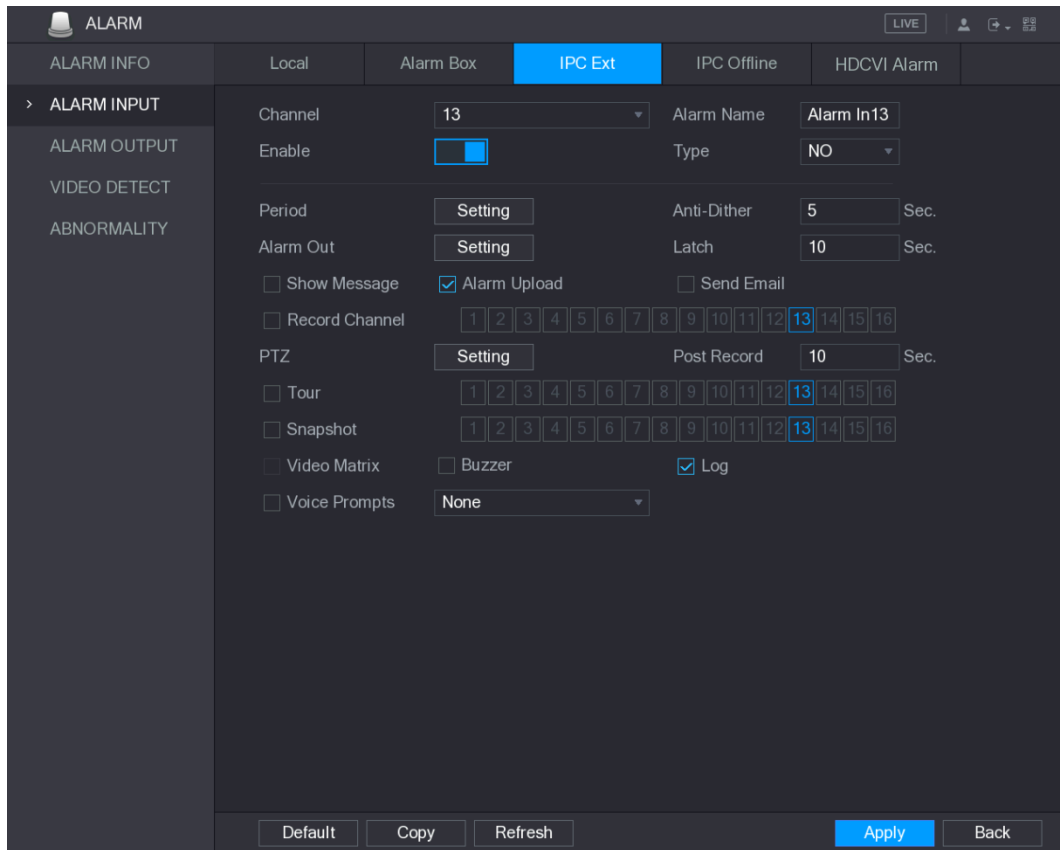 ALARM LIVE
ALARM INFO
ALARM INPUT
ALARM OUTPUT
VIDEO DETECT
ABNORMALITY
Local Alarm Box IPC Ext IPC Offline HDCVI Alarm
Channel 13 Alarm Name Alarm In13
Enable Type NO
Period Setting Anti-Dither 5 Sec.
Alarm Out Setting Latch 10 Sec.
Show Message Alarm Upload Send Email
Record Channel 1 2 3 4 5 6 7 8 9 10 11 12 13 14 15 16
PTZ Setting Post Record 10 Sec.
Tour 1 2 3 4 5 6 7 8 9 10 11 12 13 14 15 16
Snapshot 1 2 3 4 5 6 7 8 9 10 11 12 13 14 15 16
Video Matrix Buzzer Log
Voice Prompts None
Default Copy Refresh Apply Back